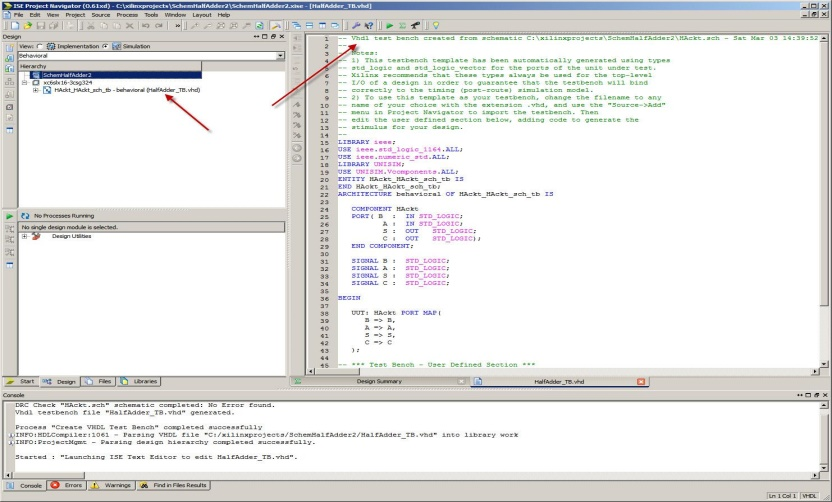 ISE Project Navigator (0.61xd) - C:\xilinxprojects\SchemHalfAdder2\SchemHalfAdder2.xise - [HalfAdder_TB.vhd]
File Edit View Project Source Process Tools Window Layout Help
Design
View: Implementation Simulation
Behavioral
Hierarchy
SchemHalfAdder2
xc6slx16-3csg324
HAckt_HAckt_sch_tb - behavioral (HalfAdder_TB.vhd)
No Processes Running
No single design module is selected.
Design Utilities
Start Design Files Libraries
1 -- Vhdl test bench created from schematic C:\xilinxprojects\SchemHalfAdder2\HAckt.sch - Sat Mar 03 14:39:52
2 --
3 -- Notes:
4 -- 1) This testbench template has been automatically generated using types
5 -- std_logic and std_logic_vector for the ports of the unit under test.
6 -- Xilinx recommends that these types always be used for the top-level
7 -- I/O of a design in order to guarantee that the testbench will bind
8 -- correctly to the timing (post-route) simulation model.
9 -- 2) To use this template as your testbench, change the filename to any
10 -- name of your choice with the extension .vhd, and use the "Source->Add"
11 -- menu in Project Navigator to import the testbench. Then
12 -- edit the user defined section below, adding code to generate the
13 -- stimulus for your design.
14 --
15 LIBRARY ieee;
16 USE ieee.std_logic_1164.ALL;
17 USE ieee.numeric_std.ALL;
18 LIBRARY UNISIM;
19 USE UNISIM.Vcomponents.ALL;
20 ENTITY HAckt_HAckt_sch_tb IS
21 END HAckt_HAckt_sch_tb;
22 ARCHITECTURE behavioral OF HAckt_HAckt_sch_tb IS
23
24 COMPONENT HAckt
25 PORT( B : IN STD_LOGIC;
26 A : IN STD_LOGIC;
27 S : OUT STD_LOGIC;
28 C : OUT STD_LOGIC);
29 END COMPONENT;
30
31 SIGNAL B : STD_LOGIC;
32 SIGNAL A : STD_LOGIC;
33 SIGNAL S : STD_LOGIC;
34 SIGNAL C : STD_LOGIC;
35
36 BEGIN
37
38 UUT: HAckt PORT MAP(
39 B => B,
40 A => A,
41 S => S,
42 C => C
43 );
44
45 -- *** Test Bench - User Defined Section ***
Design Summary HalfAdder_TB.vhd
Console
DRC Check "HAckt.sch" schematic completed: No Error found.
Vhdl testbench file "HalfAdder_TB.vhd" generated.
Process "Create VHDL Test Bench" completed successfully
INFO:HDLCompiler:1061 - Parsing VHDL file "C:/xilinxprojects/SchemHalfAdder2/HalfAdder_TB.vhd" into library work
INFO:ProjectMgmt - Parsing design hierarchy completed successfully.
Started : "Launching ISE Text Editor to edit HalfAdder_TB.vhd".
Console Errors Warnings Find in Files Results
Ln 1 Col 1 VHDL